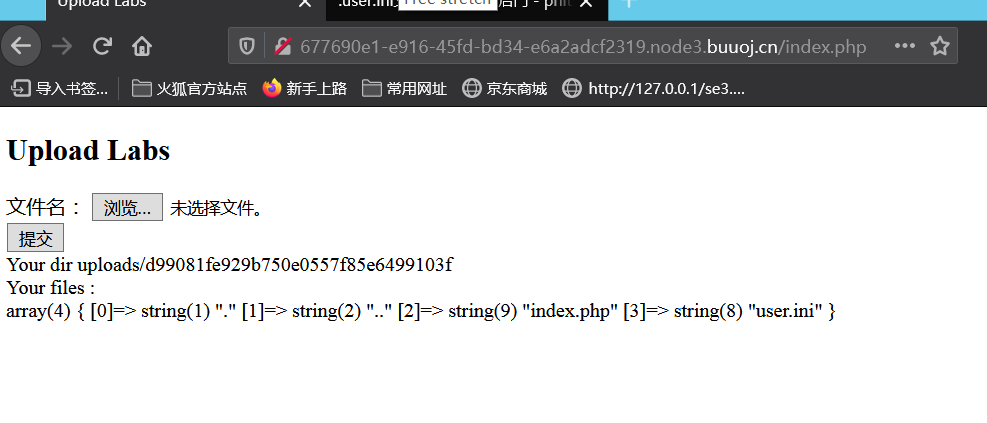 Upload Labs
.user.ini
Free stretch
后门 - phit
677690e1-e916-45fd-bd34-e6a2adcf2319.node3.buuoj.cn/index.php
导入书签... 火狐官方站点 新手上路 常用网址 京东商城 http://127.0.0.1/se3....
Upload Labs
文件名： 浏览... 未选择文件。
提交
Your dir uploads/d99081fe929b750e0557f85e6499103f
Your files :
array(4) { [0]=> string(1) "." [1]=> string(2) ".." [2]=> string(9) "index.php" [3]=> string(8) "user.ini" }